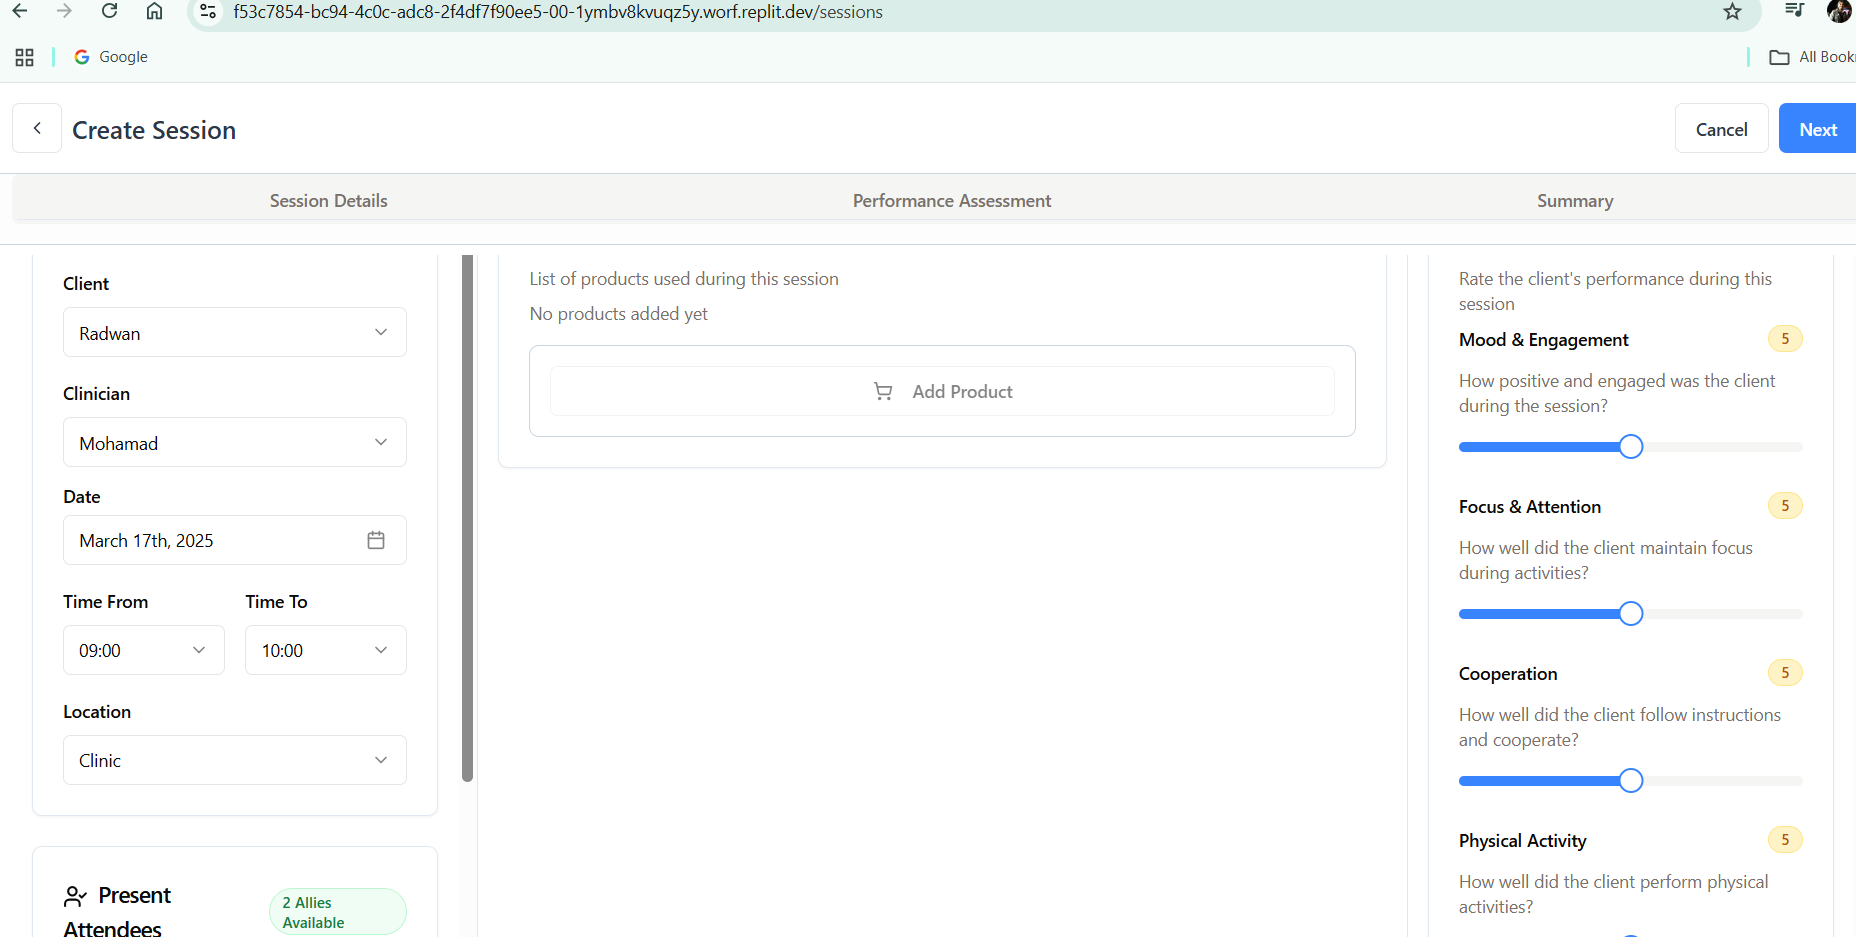 f53c7854-bc94-4c0c-adc8-2f4df7f90ee5-00-1ymbv8kvuqz5y.worf.replit.dev/sessions
Google
All Book
Create Session
Cancel
Next
Session Details
Performance Assessment
Summary
Client
Radwan
Clinician
Mohamad
Date
March 17th, 2025
Time From
Time To
09:00
10:00
Location
Clinic
Present
Attendees
2 Allies
Available
List of products used during this session
No products added yet
Add Product
Rate the client's performance during this
session
Mood & Engagement
5
How positive and engaged was the client
during the session?
Focus & Attention
5
How well did the client maintain focus
during activities?
Cooperation
5
How well did the client follow instructions
and cooperate?
Physical Activity
5
How well did the client perform physical
activities?